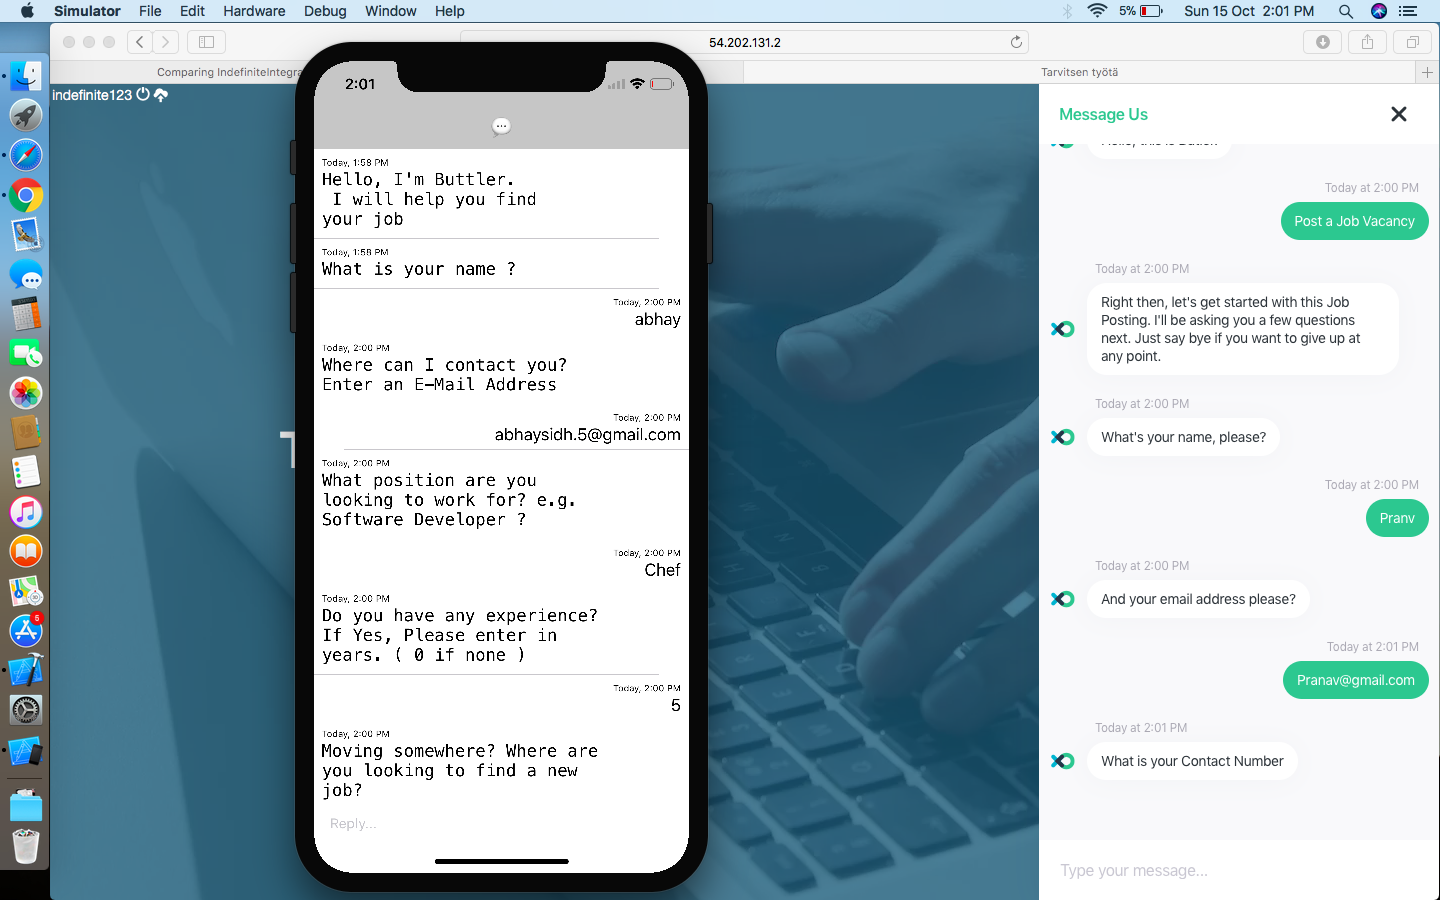 Simulator File Edit Hardware Debug Window Help
5% Sun 15 Oct 2:01 PM
54.202.131.2
Comparing IndefiniteIntegra
Tarvitsen työtä
indefinite123
2:01
Today, 1:58 PM
Hello, I'm Buttler.
I will help you find
your job
Today, 1:58 PM
What is your name ?
Today, 2:00 PM
abhay
Today, 2:00 PM
Where can I contact you?
Enter an E-Mail Address
Today, 2:00 PM
abhaysidh.5@gmail.com
Today, 2:00 PM
What position are you
looking to work for? e.g.
Software Developer ?
Today, 2:00 PM
Chef
Today, 2:00 PM
Do you have any experience?
If Yes, Please enter in
years. ( 0 if none )
Today, 2:00 PM
5
Today, 2:00 PM
Moving somewhere? Where are
you looking to find a new
job?
Reply...
T
Message Us
Today at 2:00 PM
Post a Job Vacancy
Today at 2:00 PM
Right then, let's get started with this Job
Posting. I'll be asking you a few questions
next. Just say bye if you want to give up at
any point.
Today at 2:00 PM
What's your name, please?
Today at 2:00 PM
Pranv
Today at 2:00 PM
And your email address please?
Today at 2:01 PM
Pranav@gmail.com
Today at 2:01 PM
What is your Contact Number
Type your message...